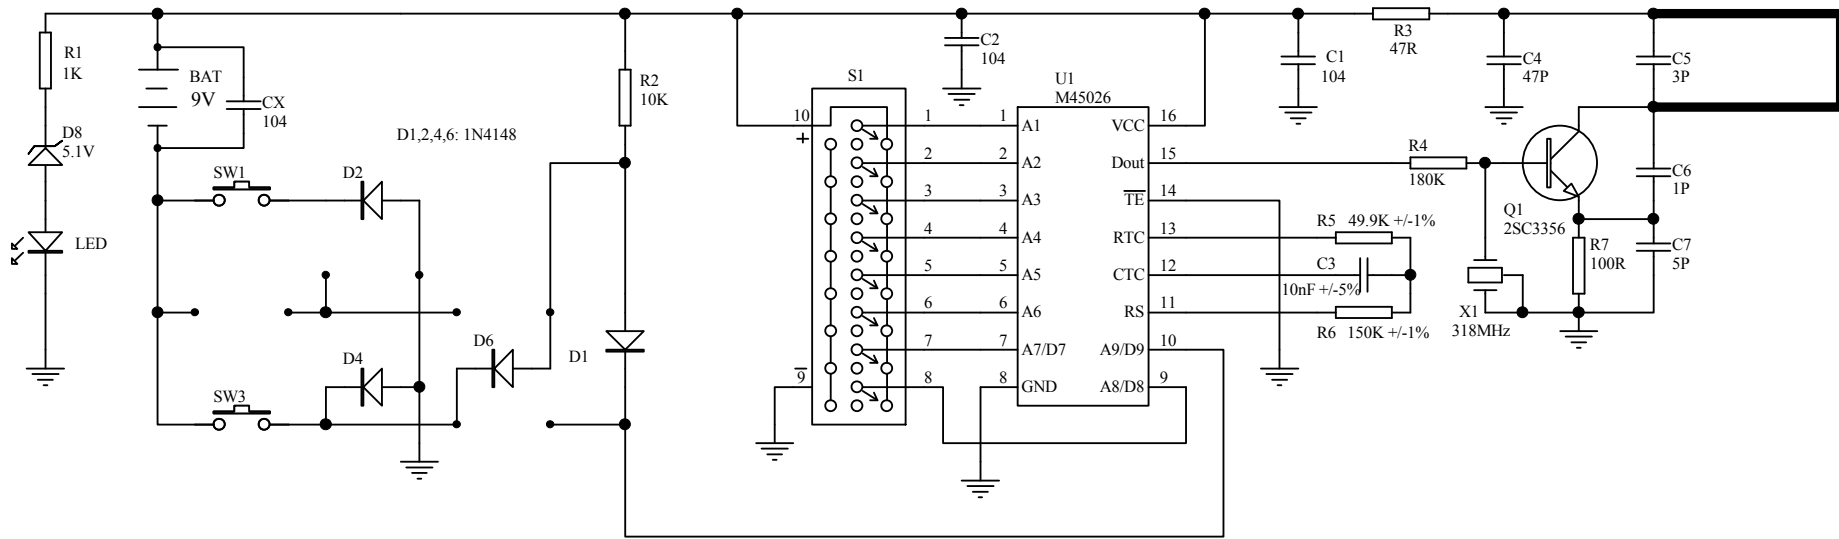 R1
1K
D8
5.1V
LED
BAT
9V
CX
104
D1,2,4,6: 1N4148
SW1
D2
D4
SW3
D6
D1
R2
10K
S1
10
+
1
2
3
4
5
6
7
8
−
9
C2
104
U1
M45026
1 A1
2 A2
3 A3
4 A4
5 A5
6 A6
7 A7/D7
8 GND
VCC 16
Dout 15
TE 14
RTC 13
CTC 12
RS 11
A9/D9 10
A8/D8 9
C1
104
R3
47R
C4
47P
C5
3P
R4
180K
C6
1P
Q1
2SC3356
R5 49.9K +/-1%
C3
10nF +/-5%
R6 150K +/-1%
R7
100R
C7
5P
X1
318MHz